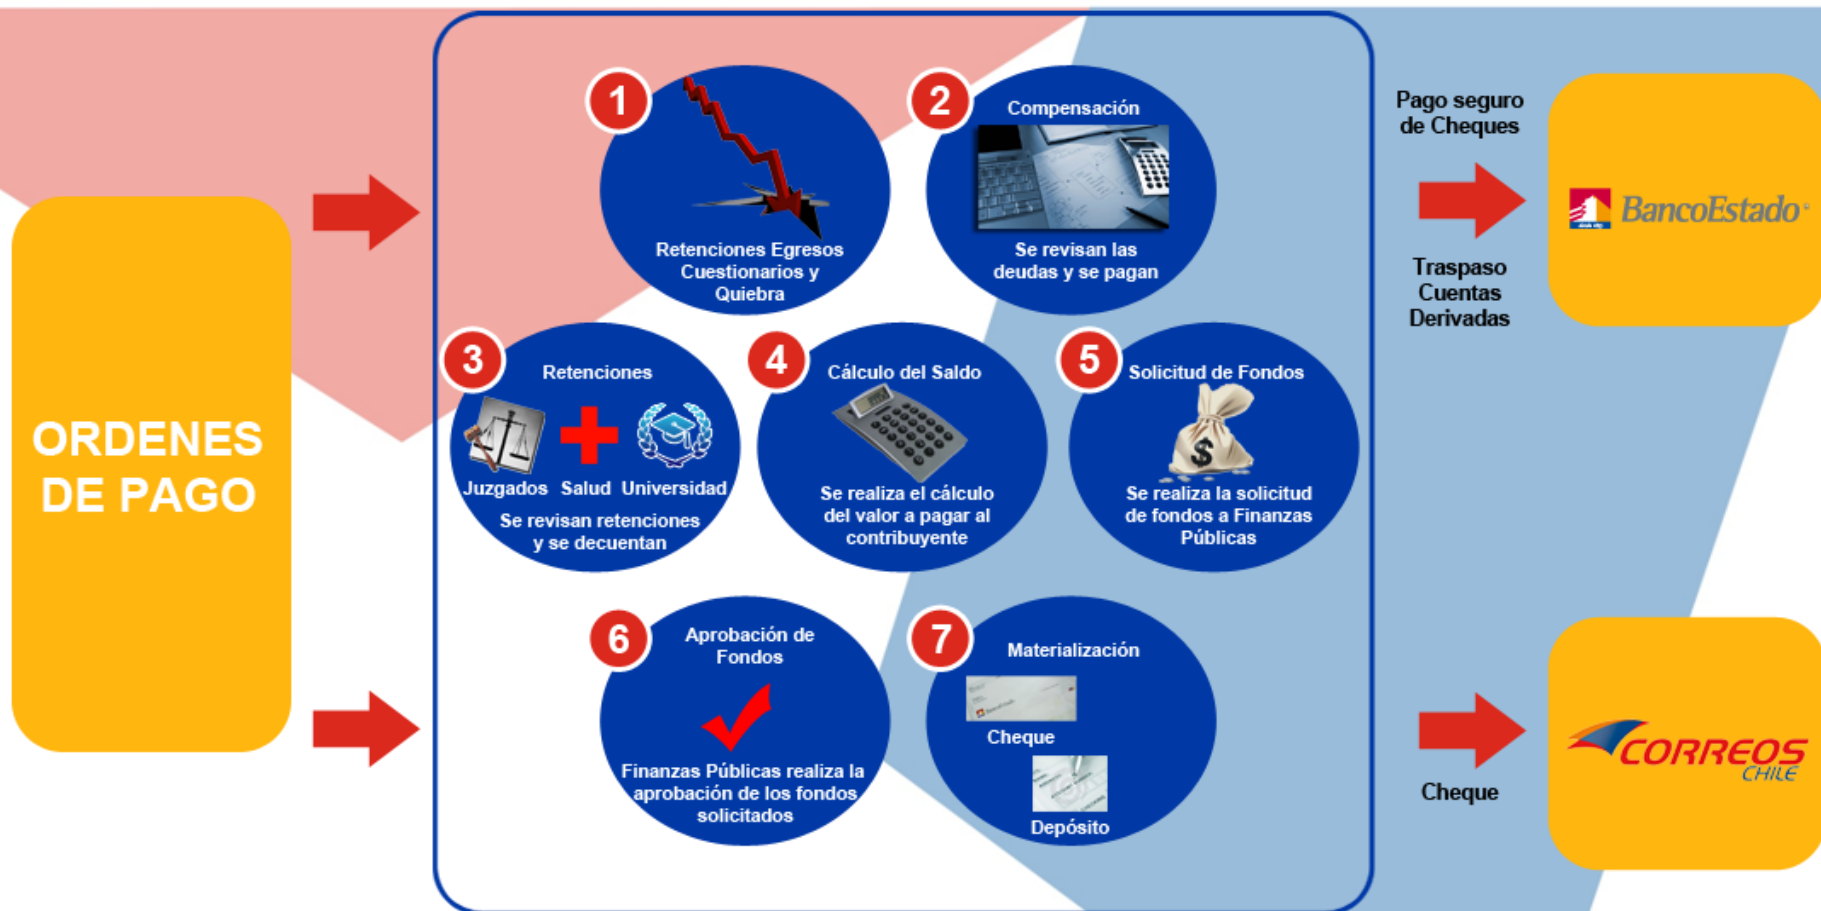 ORDENES
DE PAGO
1
Retenciones Egresos
Cuestionarios y
Quiebra
2
Compensación
Se revisan las
deudas y se pagan
3
Retenciones
Juzgados Salud Universidad
Se revisan retenciones
y se decuentan
4
Cálculo del Saldo
Se realiza el cálculo
del valor a pagar al
contribuyente
5
Solicitud de Fondos
$
Se realiza la solicitud
de fondos a Finanzas
Públicas
6
Aprobación de
Fondos
Finanzas Públicas realiza la
aprobación de los fondos
solicitados
7
Materialización
BancoEstado
Cheque
Depósito
Pago seguro
de Cheques
Traspaso
Cuentas
Derivadas
BancoEstado
Cheque
CORREOS
CHILE